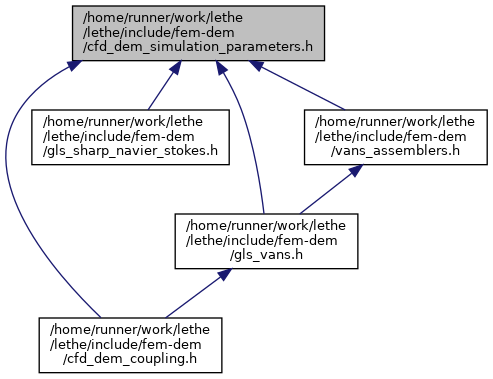 /home/runner/work/lethe
/lethe/include/fem-dem
/cfd_dem_simulation_parameters.h
/home/runner/work/lethe
/lethe/include/fem-dem
/gls_sharp_navier_stokes.h
/home/runner/work/lethe
/lethe/include/fem-dem
/vans_assemblers.h
/home/runner/work/lethe
/lethe/include/fem-dem
/gls_vans.h
/home/runner/work/lethe
/lethe/include/fem-dem
/cfd_dem_coupling.h